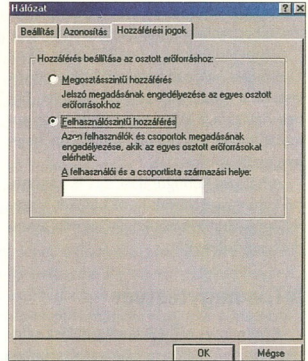 Hálózat
Beállítás Azonosítás Hozzáférési jogok
Hozzáférés beállítása az osztott erőforráshoz:
Megosztásszintű hozzáférés
Jelszó megadásának engedélyezése az egyes osztott
erőforrásokhoz
Felhasználószintű hozzáférés
Azon felhasználók és csoportok megadásának
engedélyezése, akik az egyes osztott erőforrásokat
elérhetik.
A felhasználói és a csoportlista származási helye:
OK Mégse